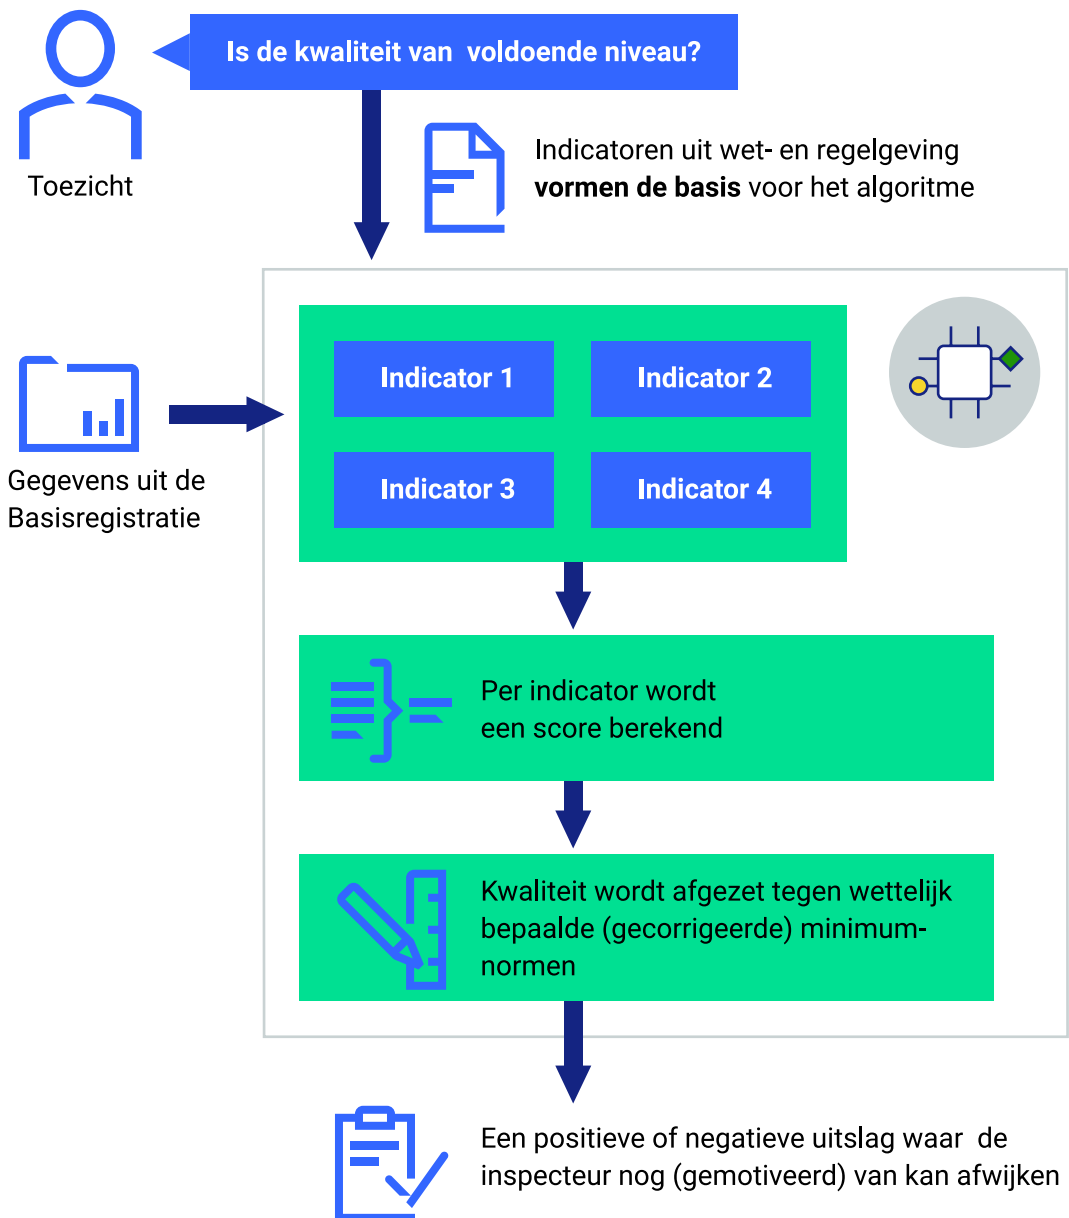 Is de kwaliteit van voldoende niveau?
Toezicht
Indicatoren uit wet- en regelgeving
vormen de basis voor het algoritme
Indicator 1
Indicator 2
Gegevens uit de
Basisregistratie
Indicator 3
Indicator 4
Per indicator wordt
een score berekend
Kwaliteit wordt afgezet tegen wettelijk
bepaalde (gecorrigeerde) minimum-
normen
Een positieve of negatieve uitslag waar de
inspecteur nog (gemotiveerd) van kan afwijken